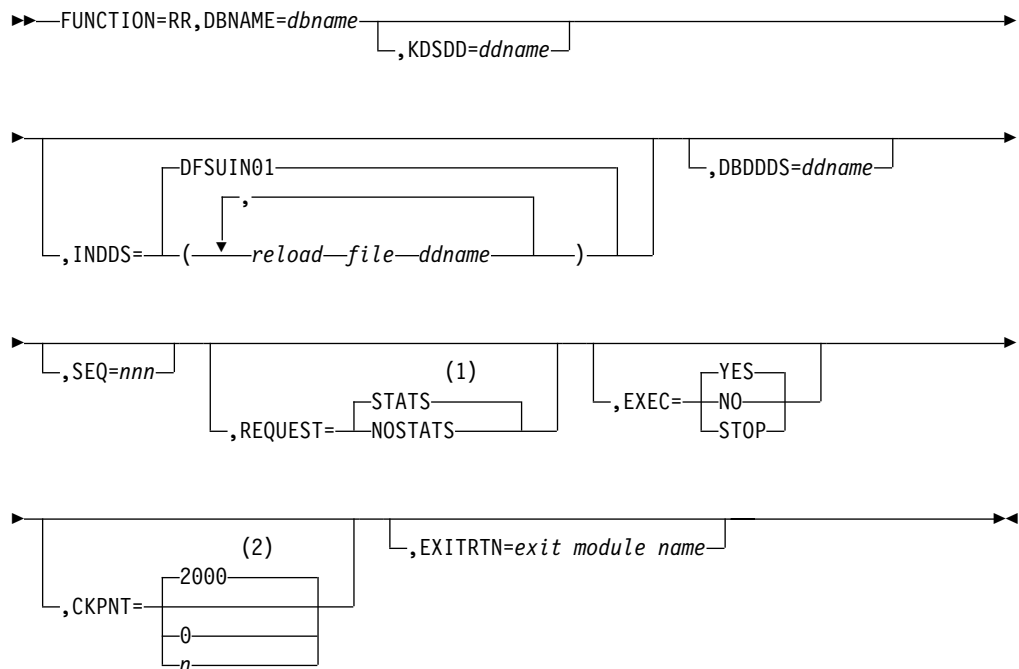 FUNCTION=RR,DBNAME=dbname
,KDSDD=ddname
DFSUIN01
,
,INDDS=
(
reload file ddname
)
,DBDDDS=ddname
,SEQ=nnn
(1)
STATS
,REQUEST=
NOSTATS
YES
,EXEC=
NO
STOP
(2)
2000
,CKPNT=
0
n
,EXITRTN=exit module name